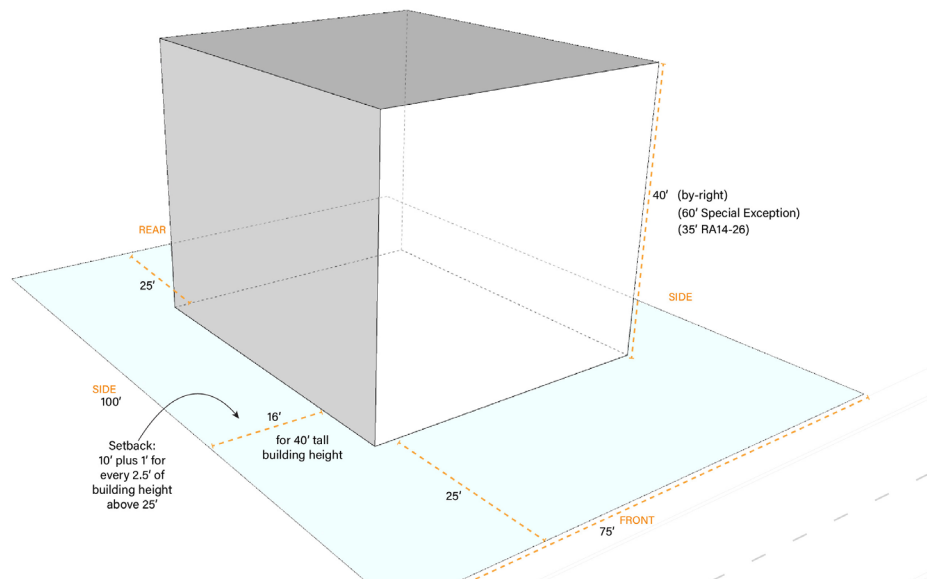 40′ (by-right)
(60′ Special Exception)
(35′ RA14-26)
REAR
25′
SIDE
SIDE
100′
16′
for 40′ tall
building height
Setback:
10′ plus 1′ for
every 2.5′ of
building height
above 25′
25′
FRONT
75′